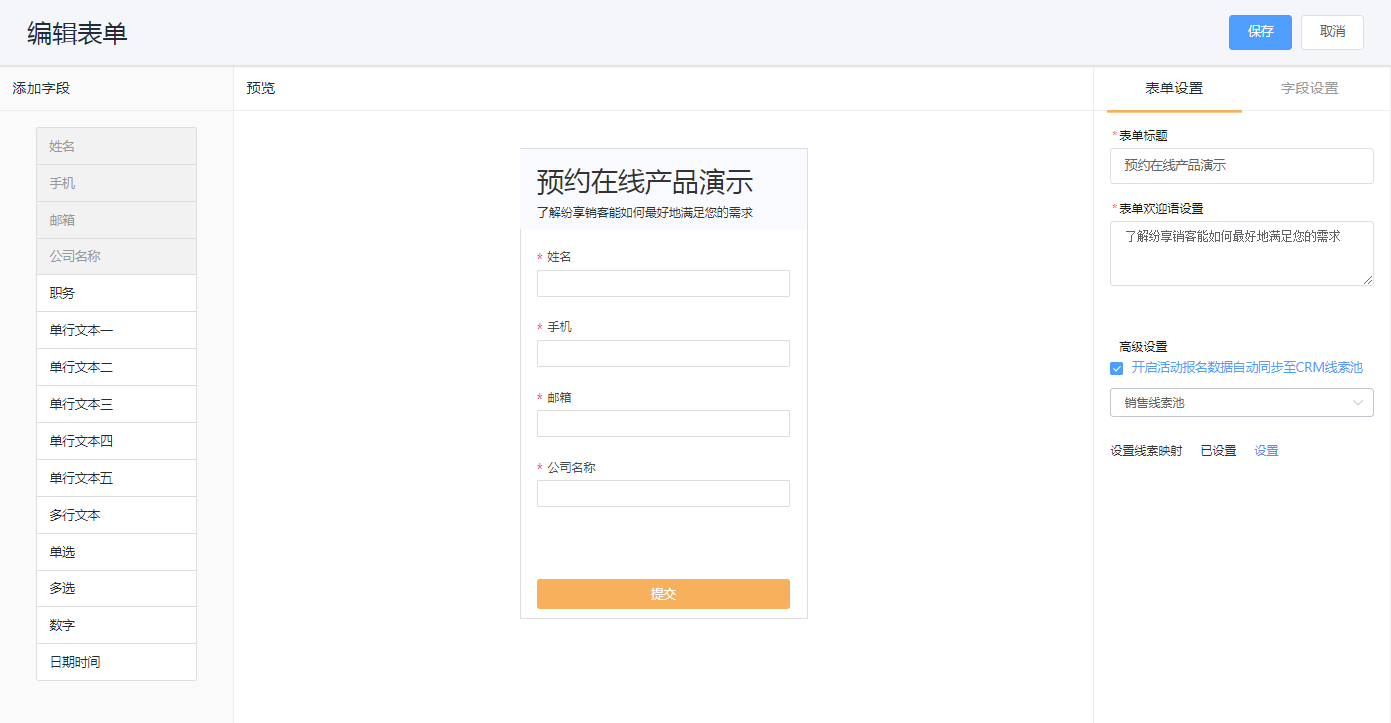 编辑表单
保存
取消
添加字段
姓名
手机
邮箱
公司名称
职务
单行文本一
单行文本二
单行文本三
单行文本四
单行文本五
多行文本
单选
多选
数字
日期时间
预览
预约在线产品演示
了解纷享销客能如何最好地满足您的需求
* 姓名
* 手机
* 邮箱
* 公司名称
提交
表单设置
字段设置
*表单标题
预约在线产品演示
*表单欢迎语设置
了解纷享销客能如何最好地满足您的需求
高级设置
开启活动报名数据自动同步至CRM线索池
销售线索池
设置线索映射 已设置 设置